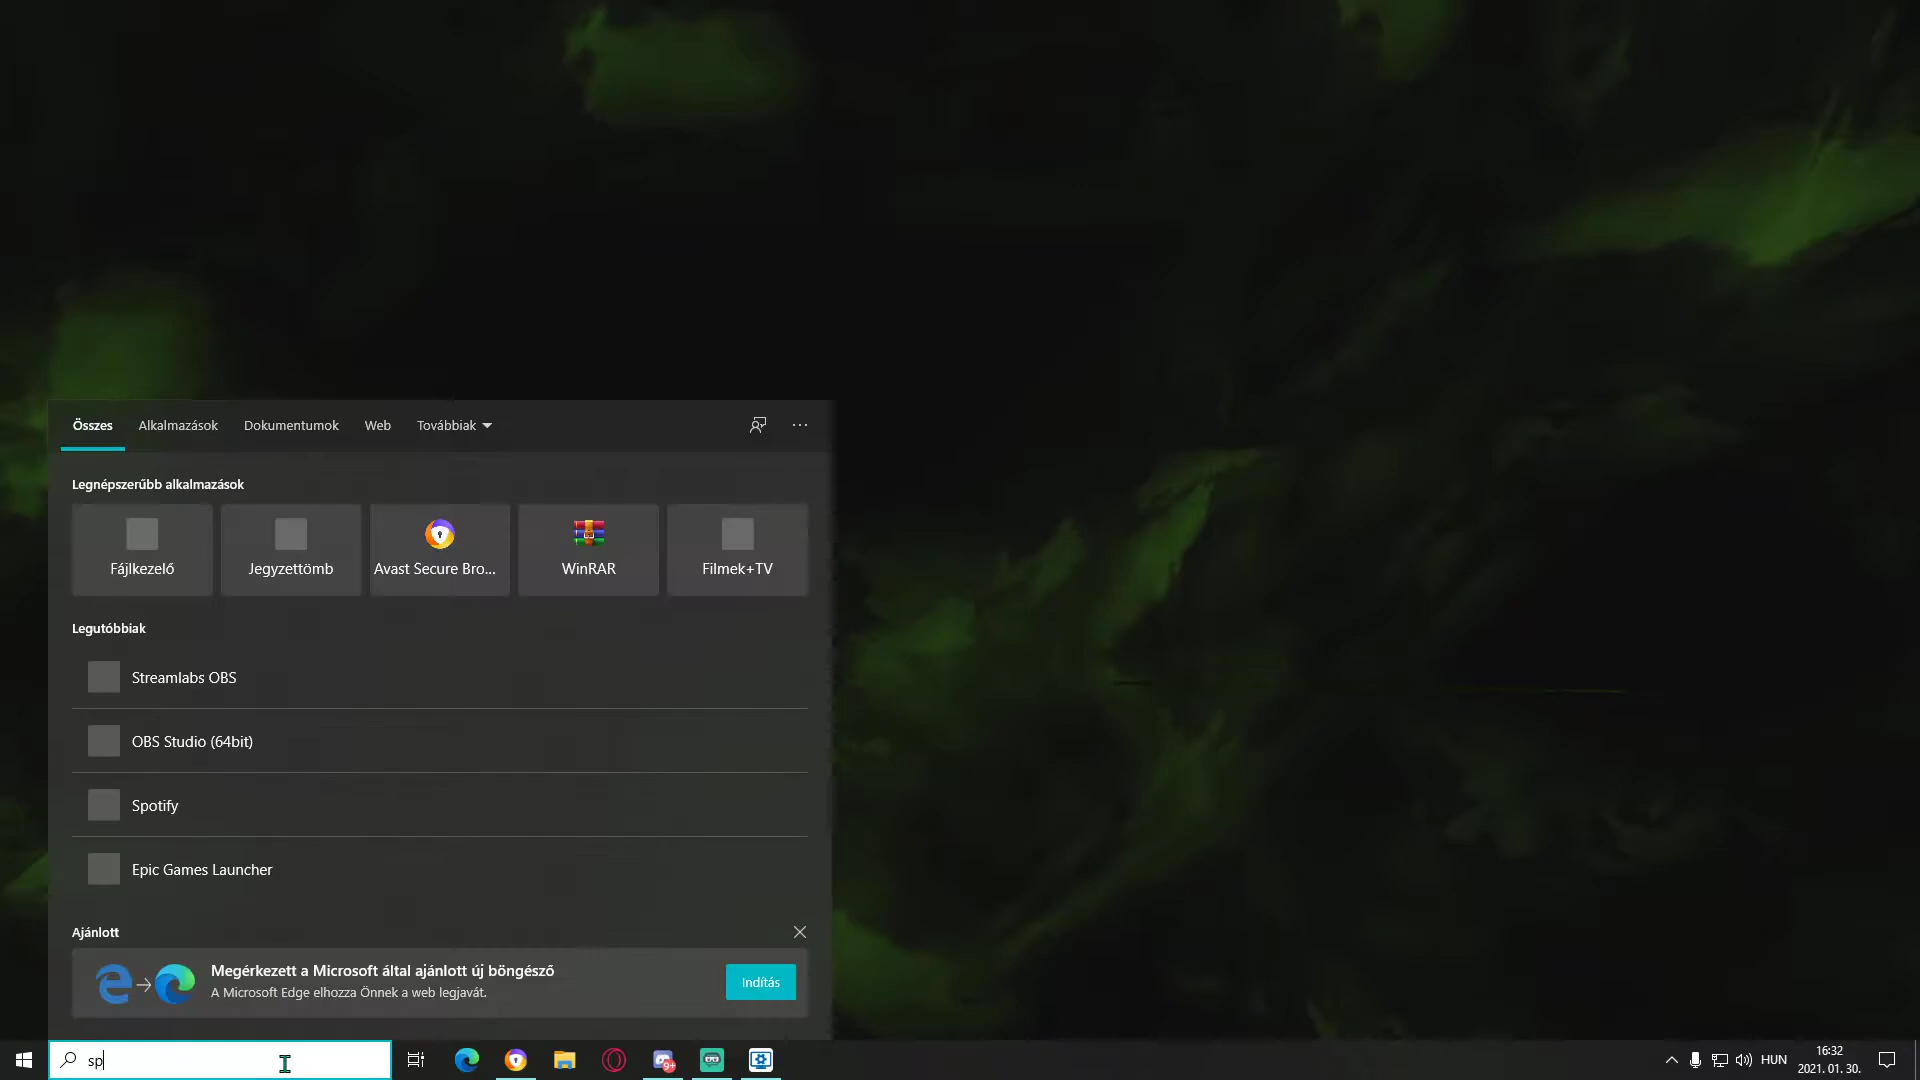 Összes Alkalmazások Dokumentumok Web Továbbiak
Legnépszerűbb alkalmazások
Fájlkezelő Jegyzettömb Avast Secure Bro... WinRAR Filmek+TV
Legutóbbiak
Streamlabs OBS
OBS Studio (64bit)
Spotify
Epic Games Launcher
Ajánlott
Megérkezett a Microsoft által ajánlott új böngésző
A Microsoft Edge elhozza Önnek a web legjavát.
Indítás
sp
9+
HUN
16:32
2021. 01. 30.